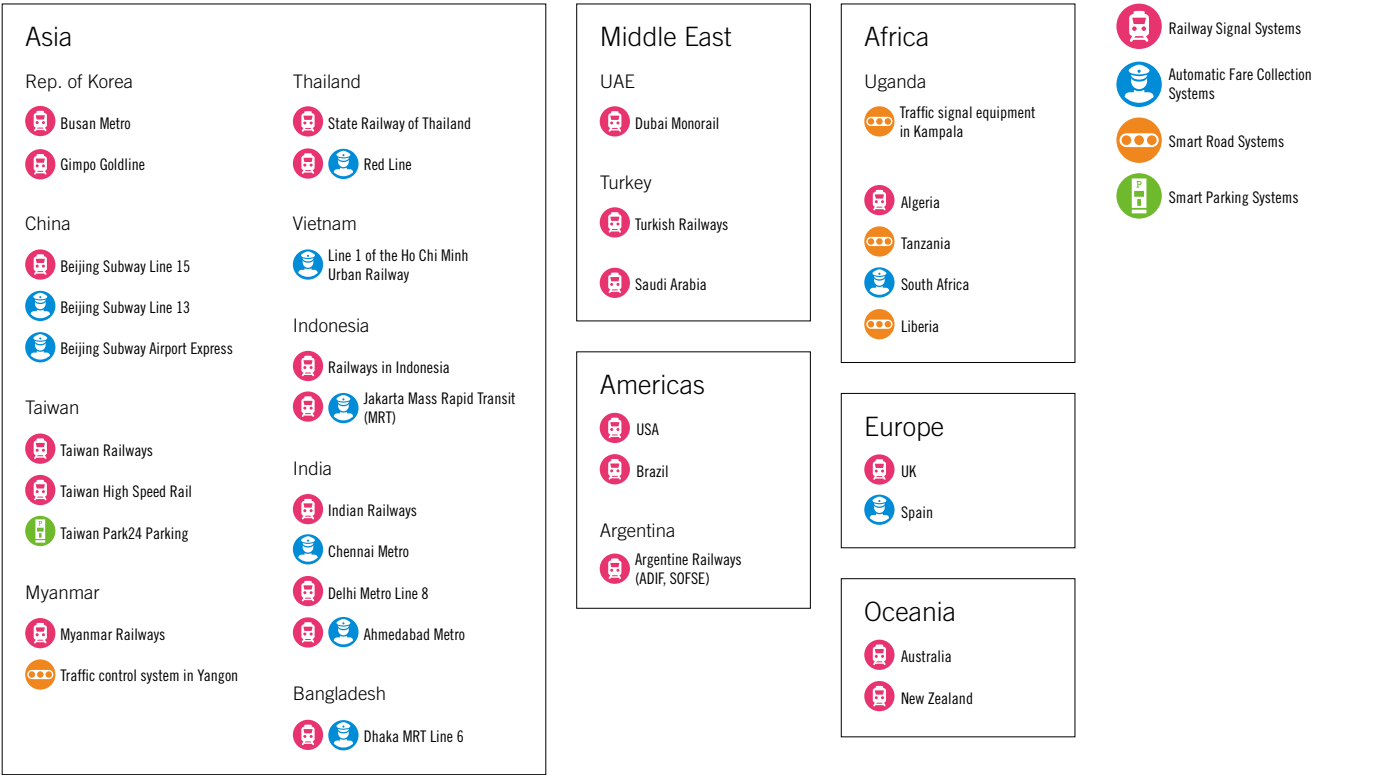 Asia
Rep. of Korea
Busan Metro
Gimpo Goldline
China
Beijing Subway Line 15
Beijing Subway Line 13
Beijing Subway Airport Express
Taiwan
Taiwan Railways
Taiwan High Speed Rail
P
Taiwan Park24 Parking
Myanmar
Myanmar Railways
Traffic control system in Yangon
Thailand
State Railway of Thailand
Red Line
Vietnam
Line 1 of the Ho Chi Minh
Urban Railway
Indonesia
Railways in Indonesia
Jakarta Mass Rapid Transit
(MRT)
India
Indian Railways
Chennai Metro
Delhi Metro Line 8
Ahmedabad Metro
Bangladesh
Dhaka MRT Line 6
Middle East
UAE
Dubai Monorail
Turkey
Turkish Railways
Saudi Arabia
Americas
USA
Brazil
Argentina
Argentine Railways
(ADIF, SOFSE)
Africa
Uganda
Traffic signal equipment
in Kampala
Algeria
Tanzania
South Africa
Liberia
Europe
UK
Spain
Oceania
Australia
New Zealand
Railway Signal Systems
Automatic Fare Collection
Systems
Smart Road Systems
P
Smart Parking Systems